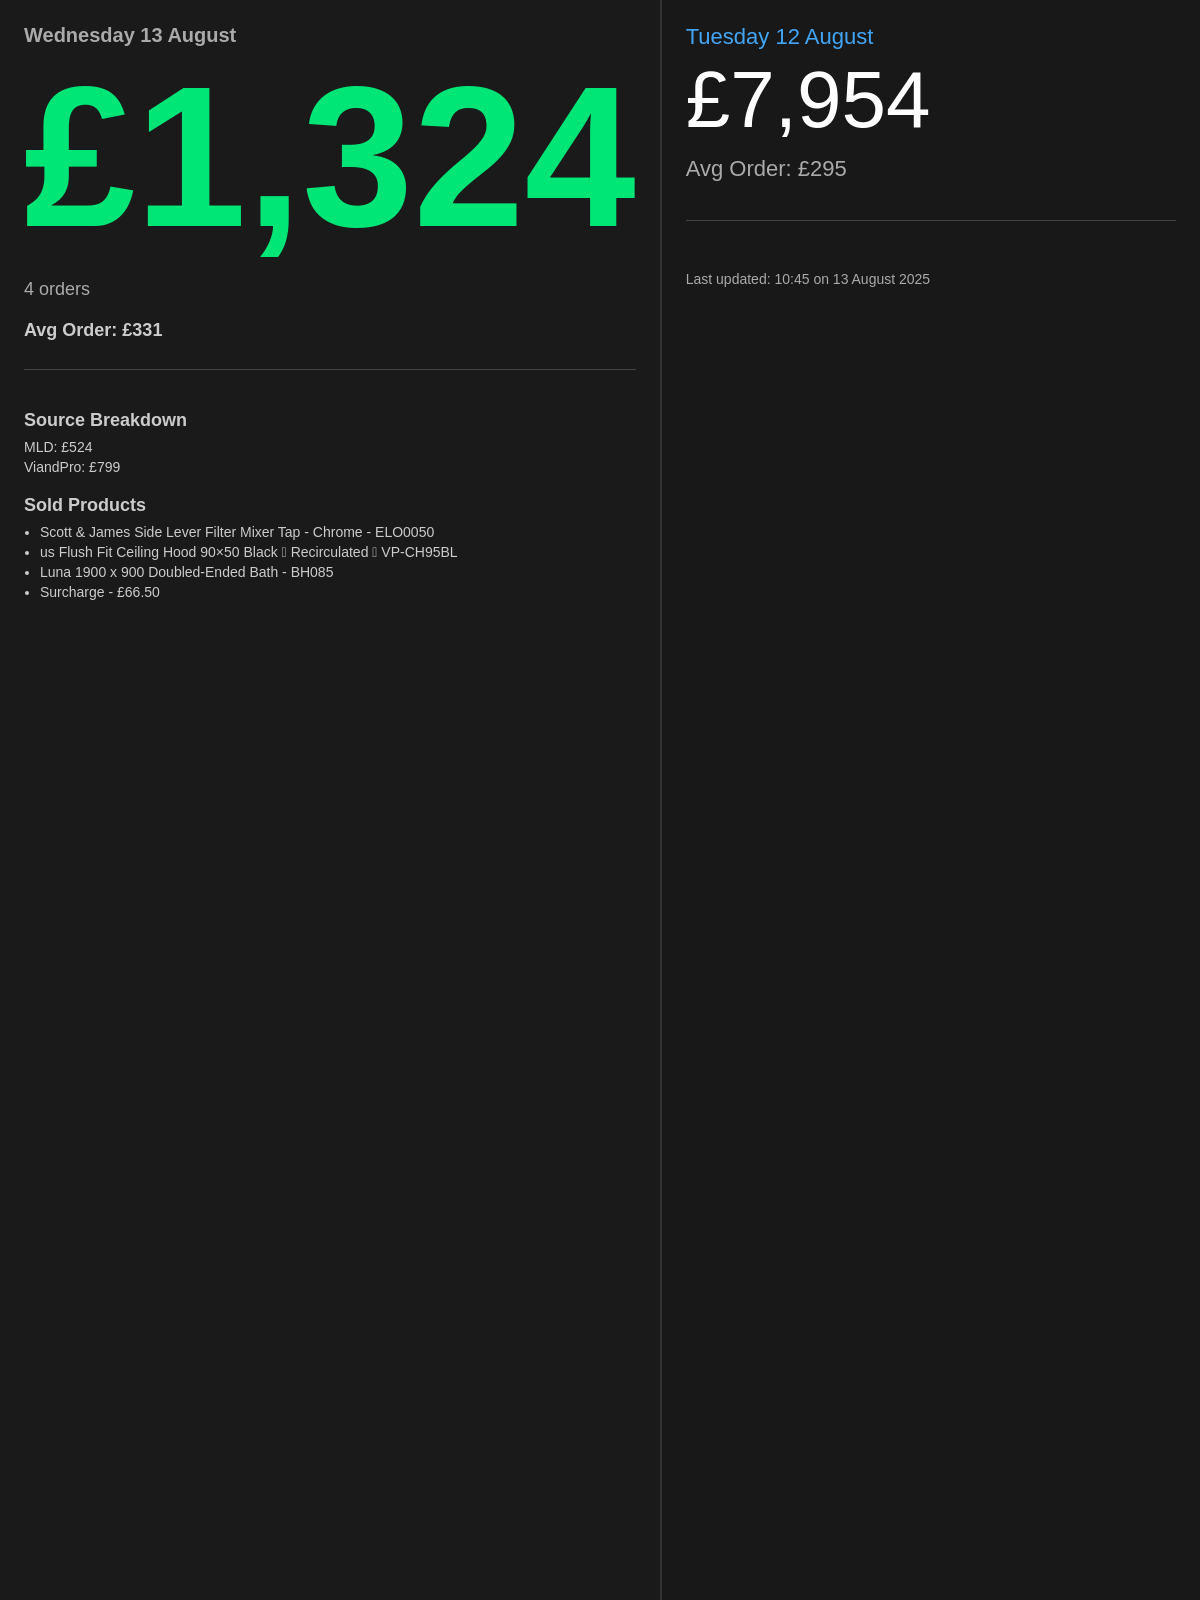 Wednesday 13 August
£1,324
4 orders
Avg Order: £331
Source Breakdown
MLD: £524
ViandPro: £799
Sold Products
• Scott & James Side Lever Filter Mixer Tap - Chrome - ELO0050
• us Flush Fit Ceiling Hood 90×50 Black ▯ Recirculated ▯ VP-CH95BL
• Luna 1900 x 900 Doubled-Ended Bath - BH085
• Surcharge - £66.50
Tuesday 12 August
£7,954
Avg Order: £295
Last updated: 10:45 on 13 August 2025